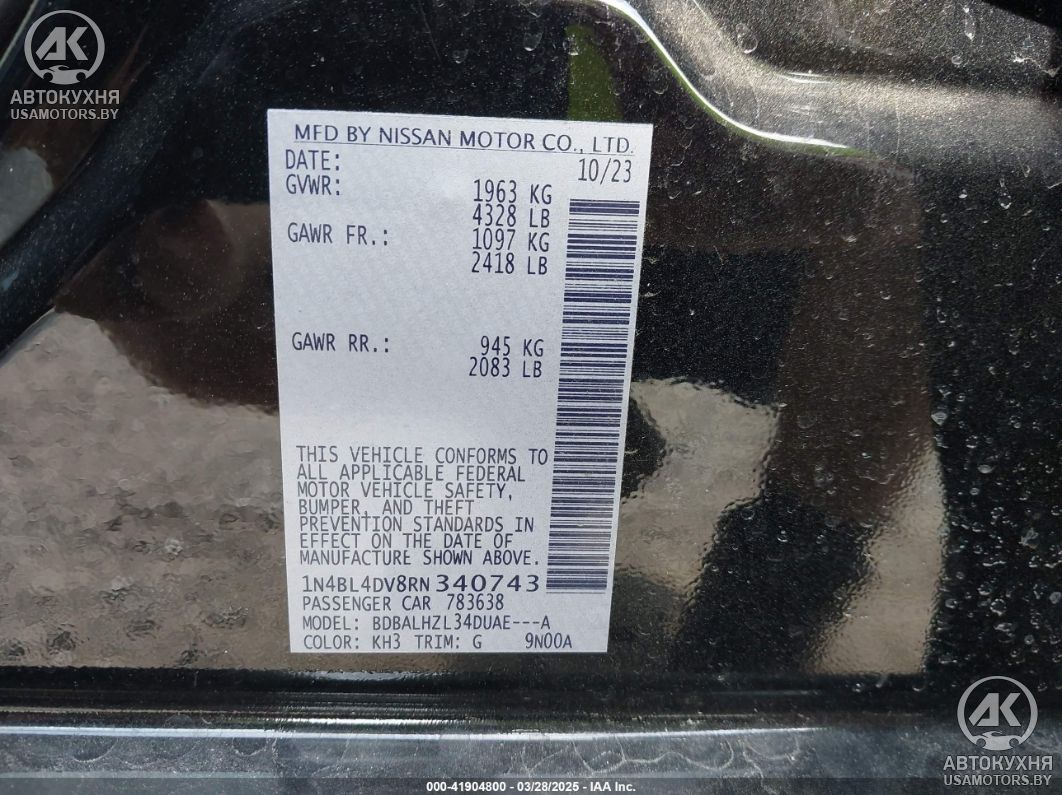 АК
АВТОКУХНЯ
USAMOTORS.BY
MFD BY NISSAN MOTOR CO., LTD.
DATE: 10/23
GVWR: 1963 KG
4328 LB
GAWR FR.: 1097 KG
2418 LB
GAWR RR.: 945 KG
2083 LB
THIS VEHICLE CONFORMS TO
ALL APPLICABLE FEDERAL
MOTOR VEHICLE SAFETY,
BUMPER, AND THEFT
PREVENTION STANDARDS IN
EFFECT ON THE DATE OF
MANUFACTURE SHOWN ABOVE.
1N4BL4DV8RN340743
PASSENGER CAR 783638
MODEL: BDBALHZL34DUAE---A
COLOR: KH3 TRIM: G 9N00A
АК
АВТОКУХНЯ
USAMOTORS.BY
000-41904800 - 03/28/2025 - IAA Inc.